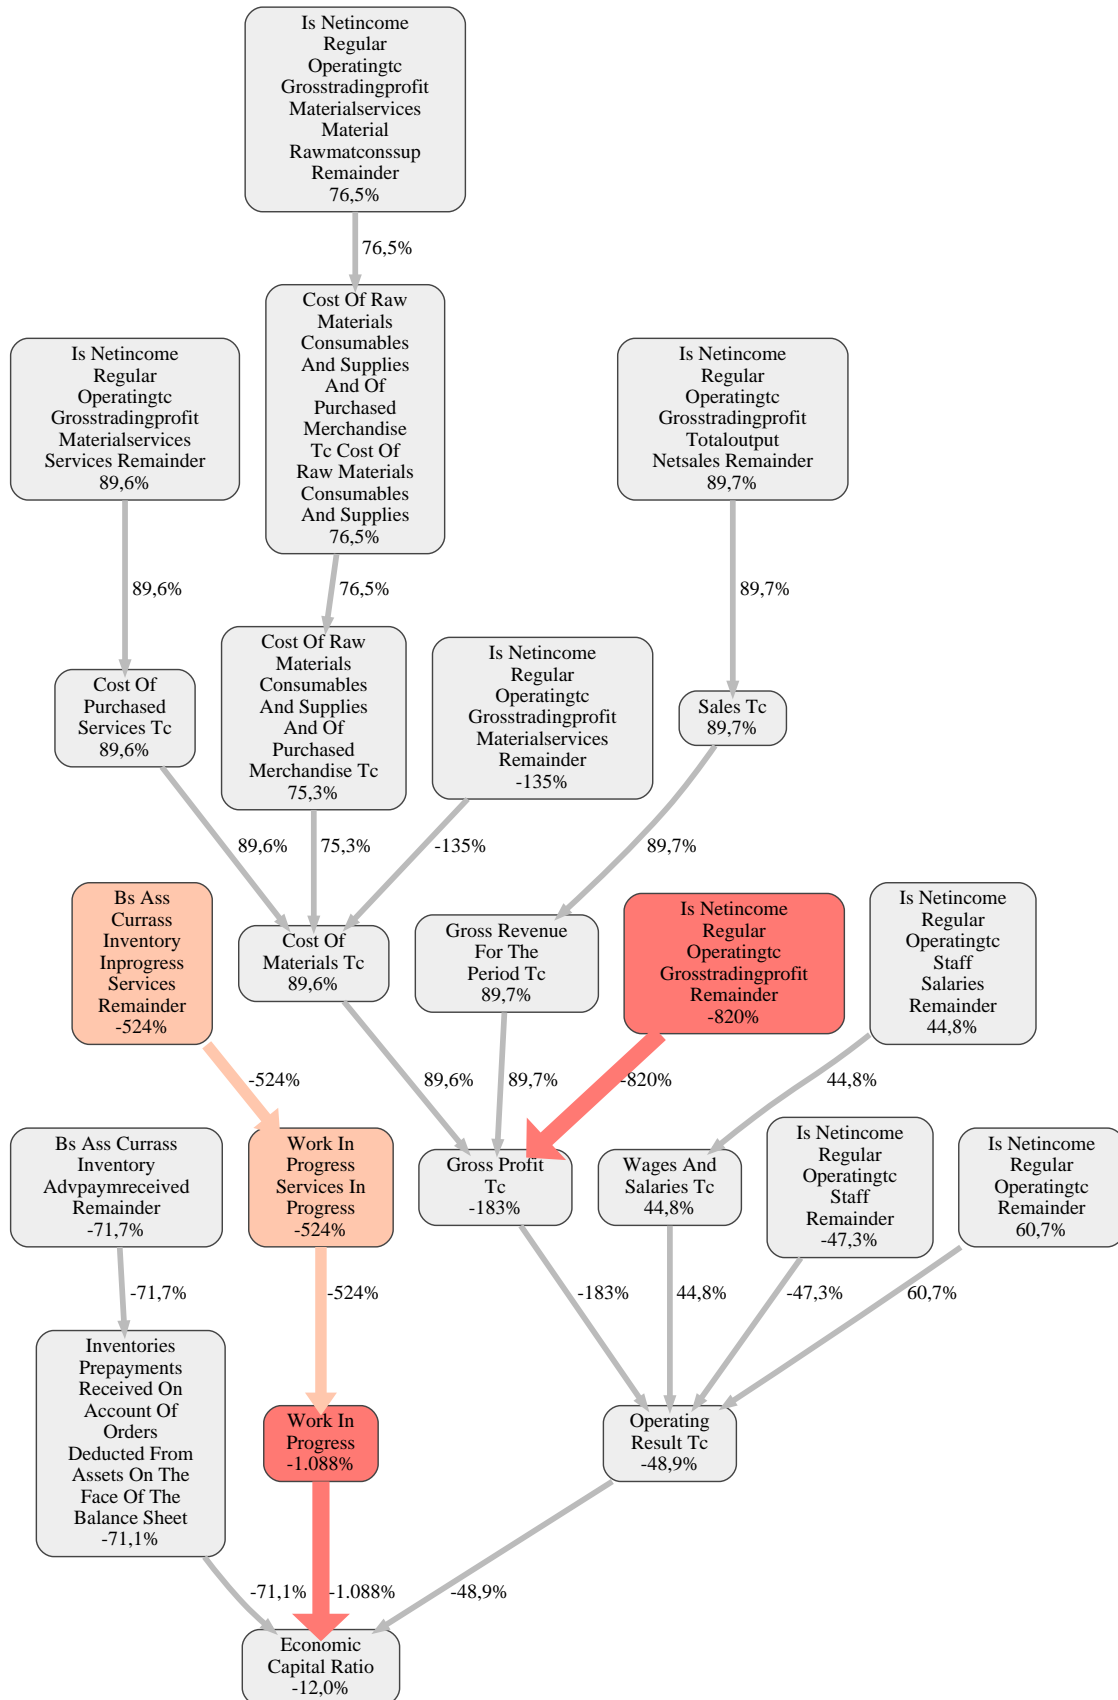 Is Netincome
Regular
Operatingtc
Grosstradingprofit
Materialservices
Material
Rawmatconssup
Remainder
76,5%
76,5%
Cost Of Raw
Materials
Consumables
And Supplies
And Of
Purchased
Merchandise
Tc Cost Of
Raw Materials
Consumables
And Supplies
76,5%
Is Netincome
Regular
Operatingtc
Grosstradingprofit
Materialservices
Services Remainder
89,6%
Is Netincome
Regular
Operatingtc
Grosstradingprofit
Totaloutput
Netsales Remainder
89,7%
89,6%
76,5%
89,7%
Cost Of
Purchased
Services Tc
89,6%
Cost Of Raw
Materials
Consumables
And Supplies
And Of
Purchased
Merchandise Tc
75,3%
Is Netincome
Regular
Operatingtc
Grosstradingprofit
Materialservices
Remainder
-135%
Sales Tc
89,7%
89,6%
75,3%
-135%
89,7%
Bs Ass
Currass
Inventory
Inprogress
Services
Remainder
-524%
Cost Of
Materials Tc
89,6%
Gross Revenue
For The
Period Tc
89,7%
Is Netincome
Regular
Operatingtc
Grosstradingprofit
Remainder
-820%
Is Netincome
Regular
Operatingtc
Staff
Salaries
Remainder
44,8%
-524%
89,6%
89,7%
-820%
44,8%
Bs Ass Currass
Inventory
Advpaymreceived
Remainder
-71,7%
Work In
Progress
Services In
Progress
-524%
Gross Profit
Tc
-183%
Wages And
Salaries Tc
44,8%
Is Netincome
Regular
Operatingtc
Staff
Remainder
-47,3%
Is Netincome
Regular
Operatingtc
Remainder
60,7%
-71,7%
-524%
-183%
44,8%
-47,3%
60,7%
Inventories
Prepayments
Received On
Account Of
Orders
Deducted From
Assets On The
Face Of The
Balance Sheet
-71,1%
Work In
Progress
-1.088%
Operating
Result Tc
-48,9%
-71,1%
-1.088%
-48,9%
Economic
Capital Ratio
-12,0%